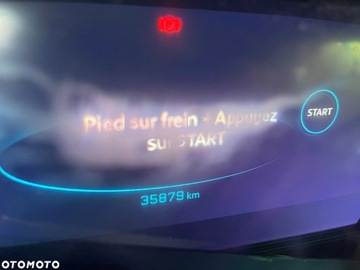 Pied sur frein - Appuyez
sur START
START
35879 km
OTOMOTO